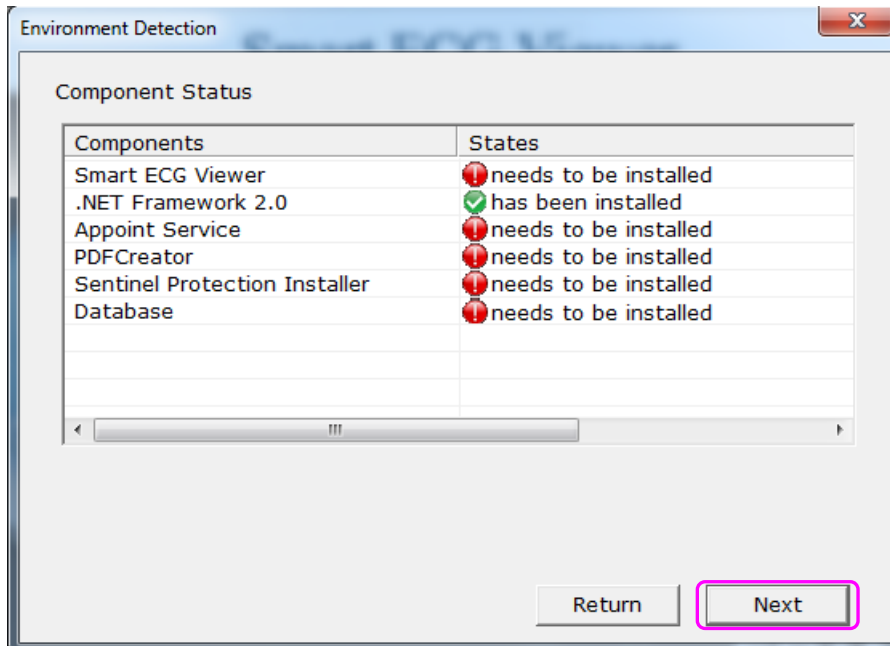 Environment Detection
Component Status
Components States
Smart ECG Viewer needs to be installed
.NET Framework 2.0 has been installed
Appoint Service needs to be installed
PDFCreator needs to be installed
Sentinel Protection Installer needs to be installed
Database needs to be installed
Return Next